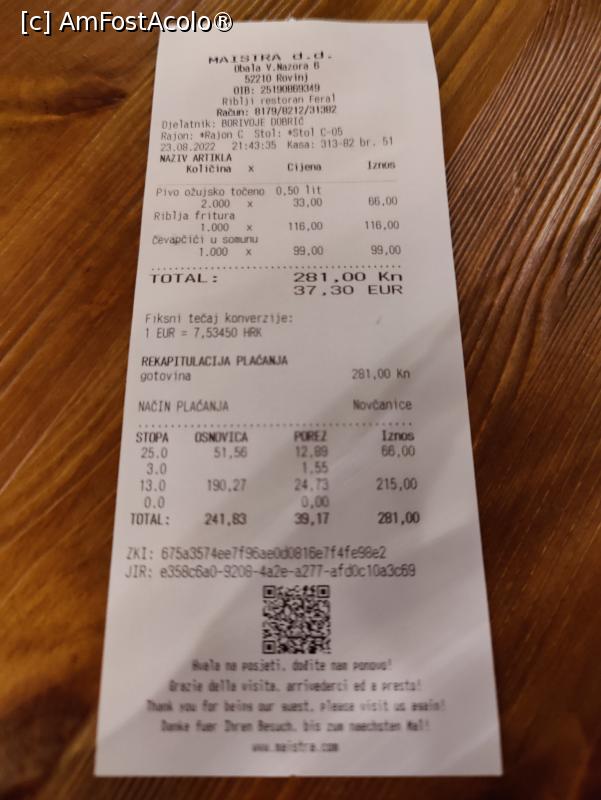 [c] AmFostAcolo®
MAISTRA d.d.
Obala V.Nazora 6
52210 Rovinj
OIB: 25190869349
Riblji restoran Feral
Račun: 8179/8212/31382
Djelatnik: BORIVOJE DOBRIĆ
Rajon: *Rajon C Stol: *Stol C-05
23.08.2022 21:43:35 Kasa: 313-82 br. 51
NAZIV ARTIKLA
Količina x Cijena Iznos
Pivo ožujsko točeno 0,50 lit
2.000 x 33,00 66,00
Riblja fritura
1.000 x 116,00 116,00
Čevapčići u somunu
1.000 x 99,00 99,00
TOTAL: 281,00 Kn
37,30 EUR
Fiksni tečaj konverzije:
1 EUR = 7,53450 HRK
REKAPITULACIJA PLAĆANJA
gotovina 281,00 Kn
NAČIN PLAĆANJA Novčanice
STOPA OSNOVICA POREZ Iznos
25.0 51,56 12,89 66,00
3.0 1,55
13.0 190,27 24,73 215,00
0.0 0,00
TOTAL: 241,83 39,17 281,00
ZKI: 675a3574ee7f96ae0d0816e7f4fe98e2
JIR: e358c6a0-9208-4a2e-a277-afd0c10a3c69
Hvala na posjeti, dođite nam ponovo!
Grazie della visita, arrivederci ed a presto!
Thank you for being our guest, please visit us again!
Danke fuer Ihren Besuch, bis zum naechsten Mal!
www.maistra.com